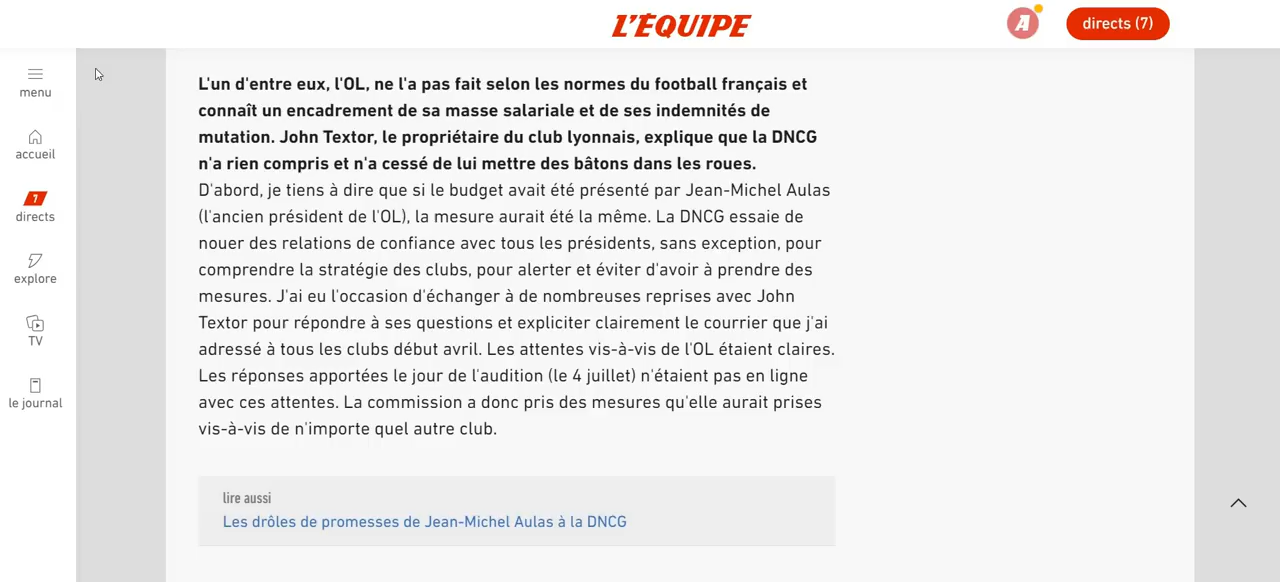 L'ÉQUIPE
A
directs (7)
menu
accueil
7
directs
explore
TV
le journal
L'un d'entre eux, l'OL, ne l'a pas fait selon les normes du football français et
connaît un encadrement de sa masse salariale et de ses indemnités de
mutation. John Textor, le propriétaire du club lyonnais, explique que la DNCG
n'a rien compris et n'a cessé de lui mettre des bâtons dans les roues.
D'abord, je tiens à dire que si le budget avait été présenté par Jean-Michel Aulas
(l'ancien président de l'OL), la mesure aurait été la même. La DNCG essaie de
nouer des relations de confiance avec tous les présidents, sans exception, pour
comprendre la stratégie des clubs, pour alerter et éviter d'avoir à prendre des
mesures. J'ai eu l'occasion d'échanger à de nombreuses reprises avec John
Textor pour répondre à ses questions et expliciter clairement le courrier que j'ai
adressé à tous les clubs début avril. Les attentes vis-à-vis de l'OL étaient claires.
Les réponses apportées le jour de l'audition (le 4 juillet) n'étaient pas en ligne
avec ces attentes. La commission a donc pris des mesures qu'elle aurait prises
vis-à-vis de n'importe quel autre club.
lire aussi
Les drôles de promesses de Jean-Michel Aulas à la DNCG